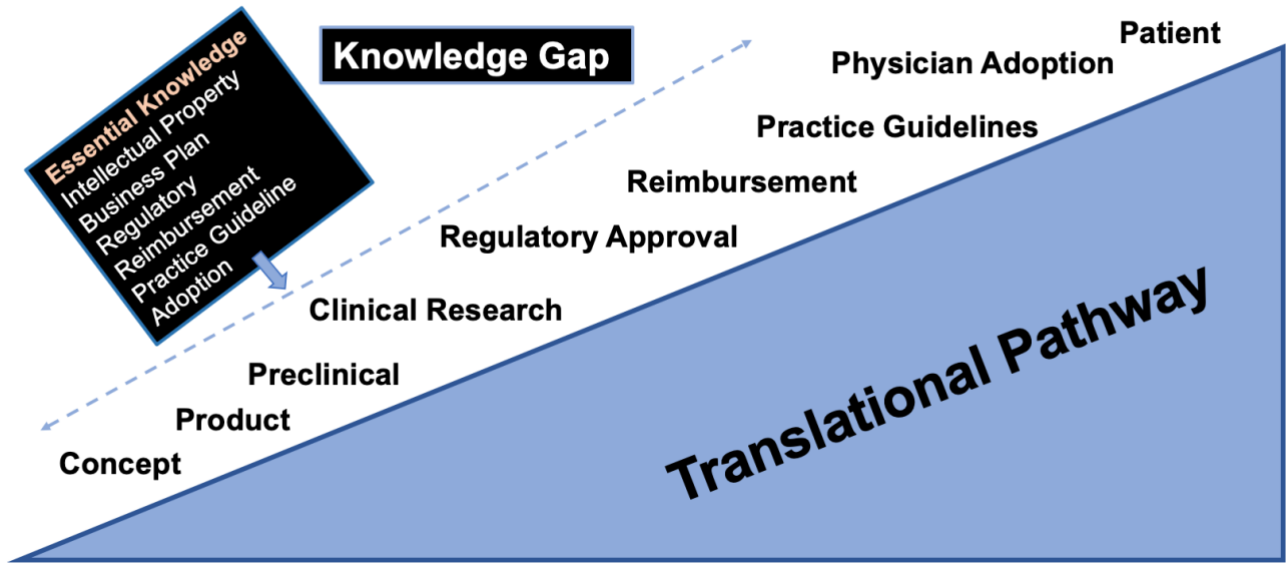 Essential Knowledge
Intellectual Property
Business Plan
Regulatory
Reimbursement
Practice Guideline
Adoption
Knowledge Gap
Patient
Physician Adoption
Practice Guidelines
Reimbursement
Regulatory Approval
Clinical Research
Preclinical
Product
Concept
Translational Pathway